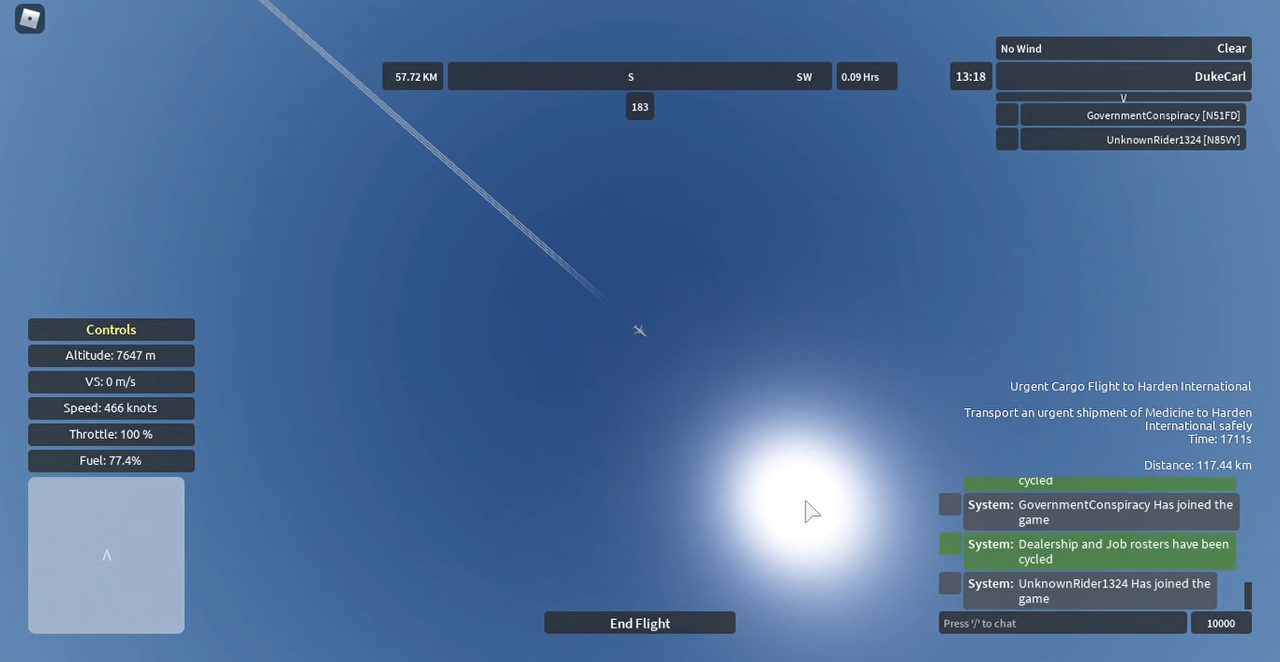 57.72 KM
S
SW
0.09 Hrs
183
13:18
No Wind
Clear
DukeCarl
V
GovernmentConspiracy [N51FD]
UnknownRider1324 [N85VY]
Controls
Altitude: 7647 m
VS: 0 m/s
Speed: 466 knots
Throttle: 100 %
Fuel: 77.4%
Urgent Cargo Flight to Harden International
Transport an urgent shipment of Medicine to Harden
International safely
Time: 1711s
Distance: 117.44 km
cycled
System: GovernmentConspiracy Has joined the
game
System: Dealership and Job rosters have been
cycled
System: UnknownRider1324 Has joined the
game
End Flight
Press '/' to chat
10000